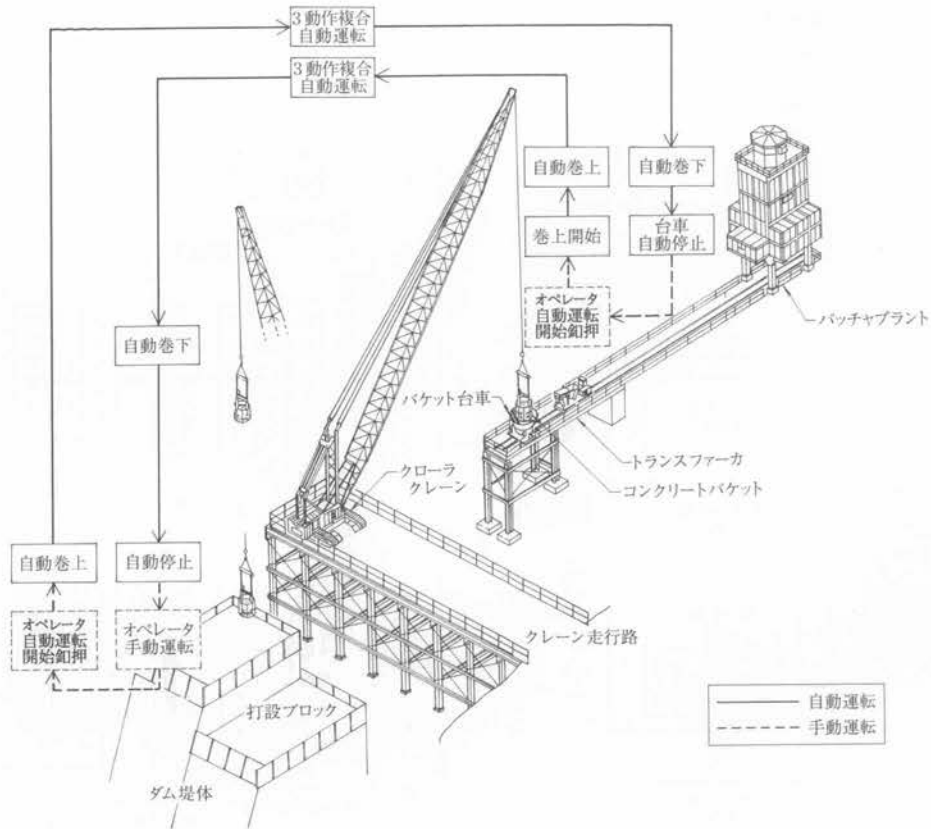 3動作複合
自動運転
3動作複合
自動運転
自動巻上
自動巻下
巻上開始
台車
自動停止
オペレータ
自動運転
開始釦押
バッチャプラント
自動巻下
バケット台車
トランスファーカ
コンクリートバケット
クローラ
クレーン
自動巻上
自動停止
オペレータ
自動運転
開始釦押
オペレータ
手動運転
クレーン走行路
打設ブロック
ダム堤体
自動運転
手動運転